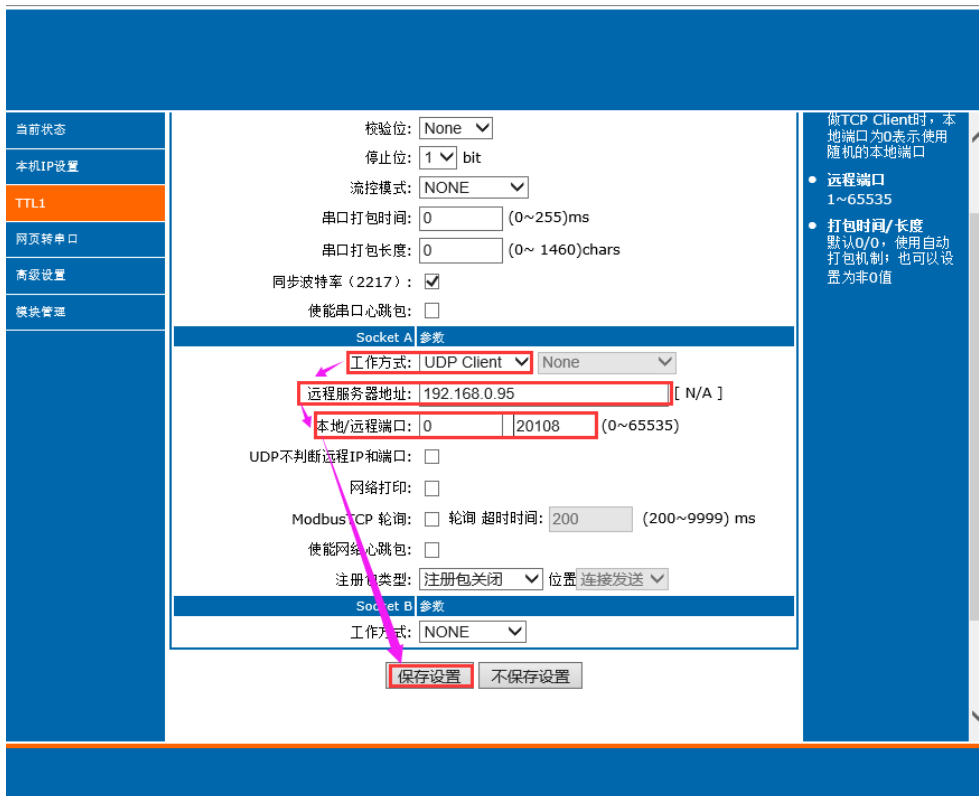 当前状态
本机IP设置
TTL1
网页转串口
高级设置
模块管理
校验位: None
停止位: 1 bit
流控模式: NONE
串口打包时间: 0 (0~255)ms
串口打包长度: 0 (0~ 1460)chars
同步波特率（2217）:
使能串口心跳包:
Socket A 参数
工作方式: UDP Client None
远程服务器地址: 192.168.0.95 [ N/A ]
本地/远程端口: 0 20108 (0~65535)
UDP不判断远程IP和端口:
网络打印:
ModbusTCP 轮询: 轮询 超时时间: 200 (200~9999) ms
使能网络心跳包:
注册包类型: 注册包关闭 位置 连接发送
Socket B 参数
工作方式: NONE
保存设置 不保存设置
做TCP Client时，本
地端口为0表示使用
随机的本地端口
远程端口
1~65535
打包时间/长度
默认0/0，使用自动
打包机制；也可以设
置为非0值